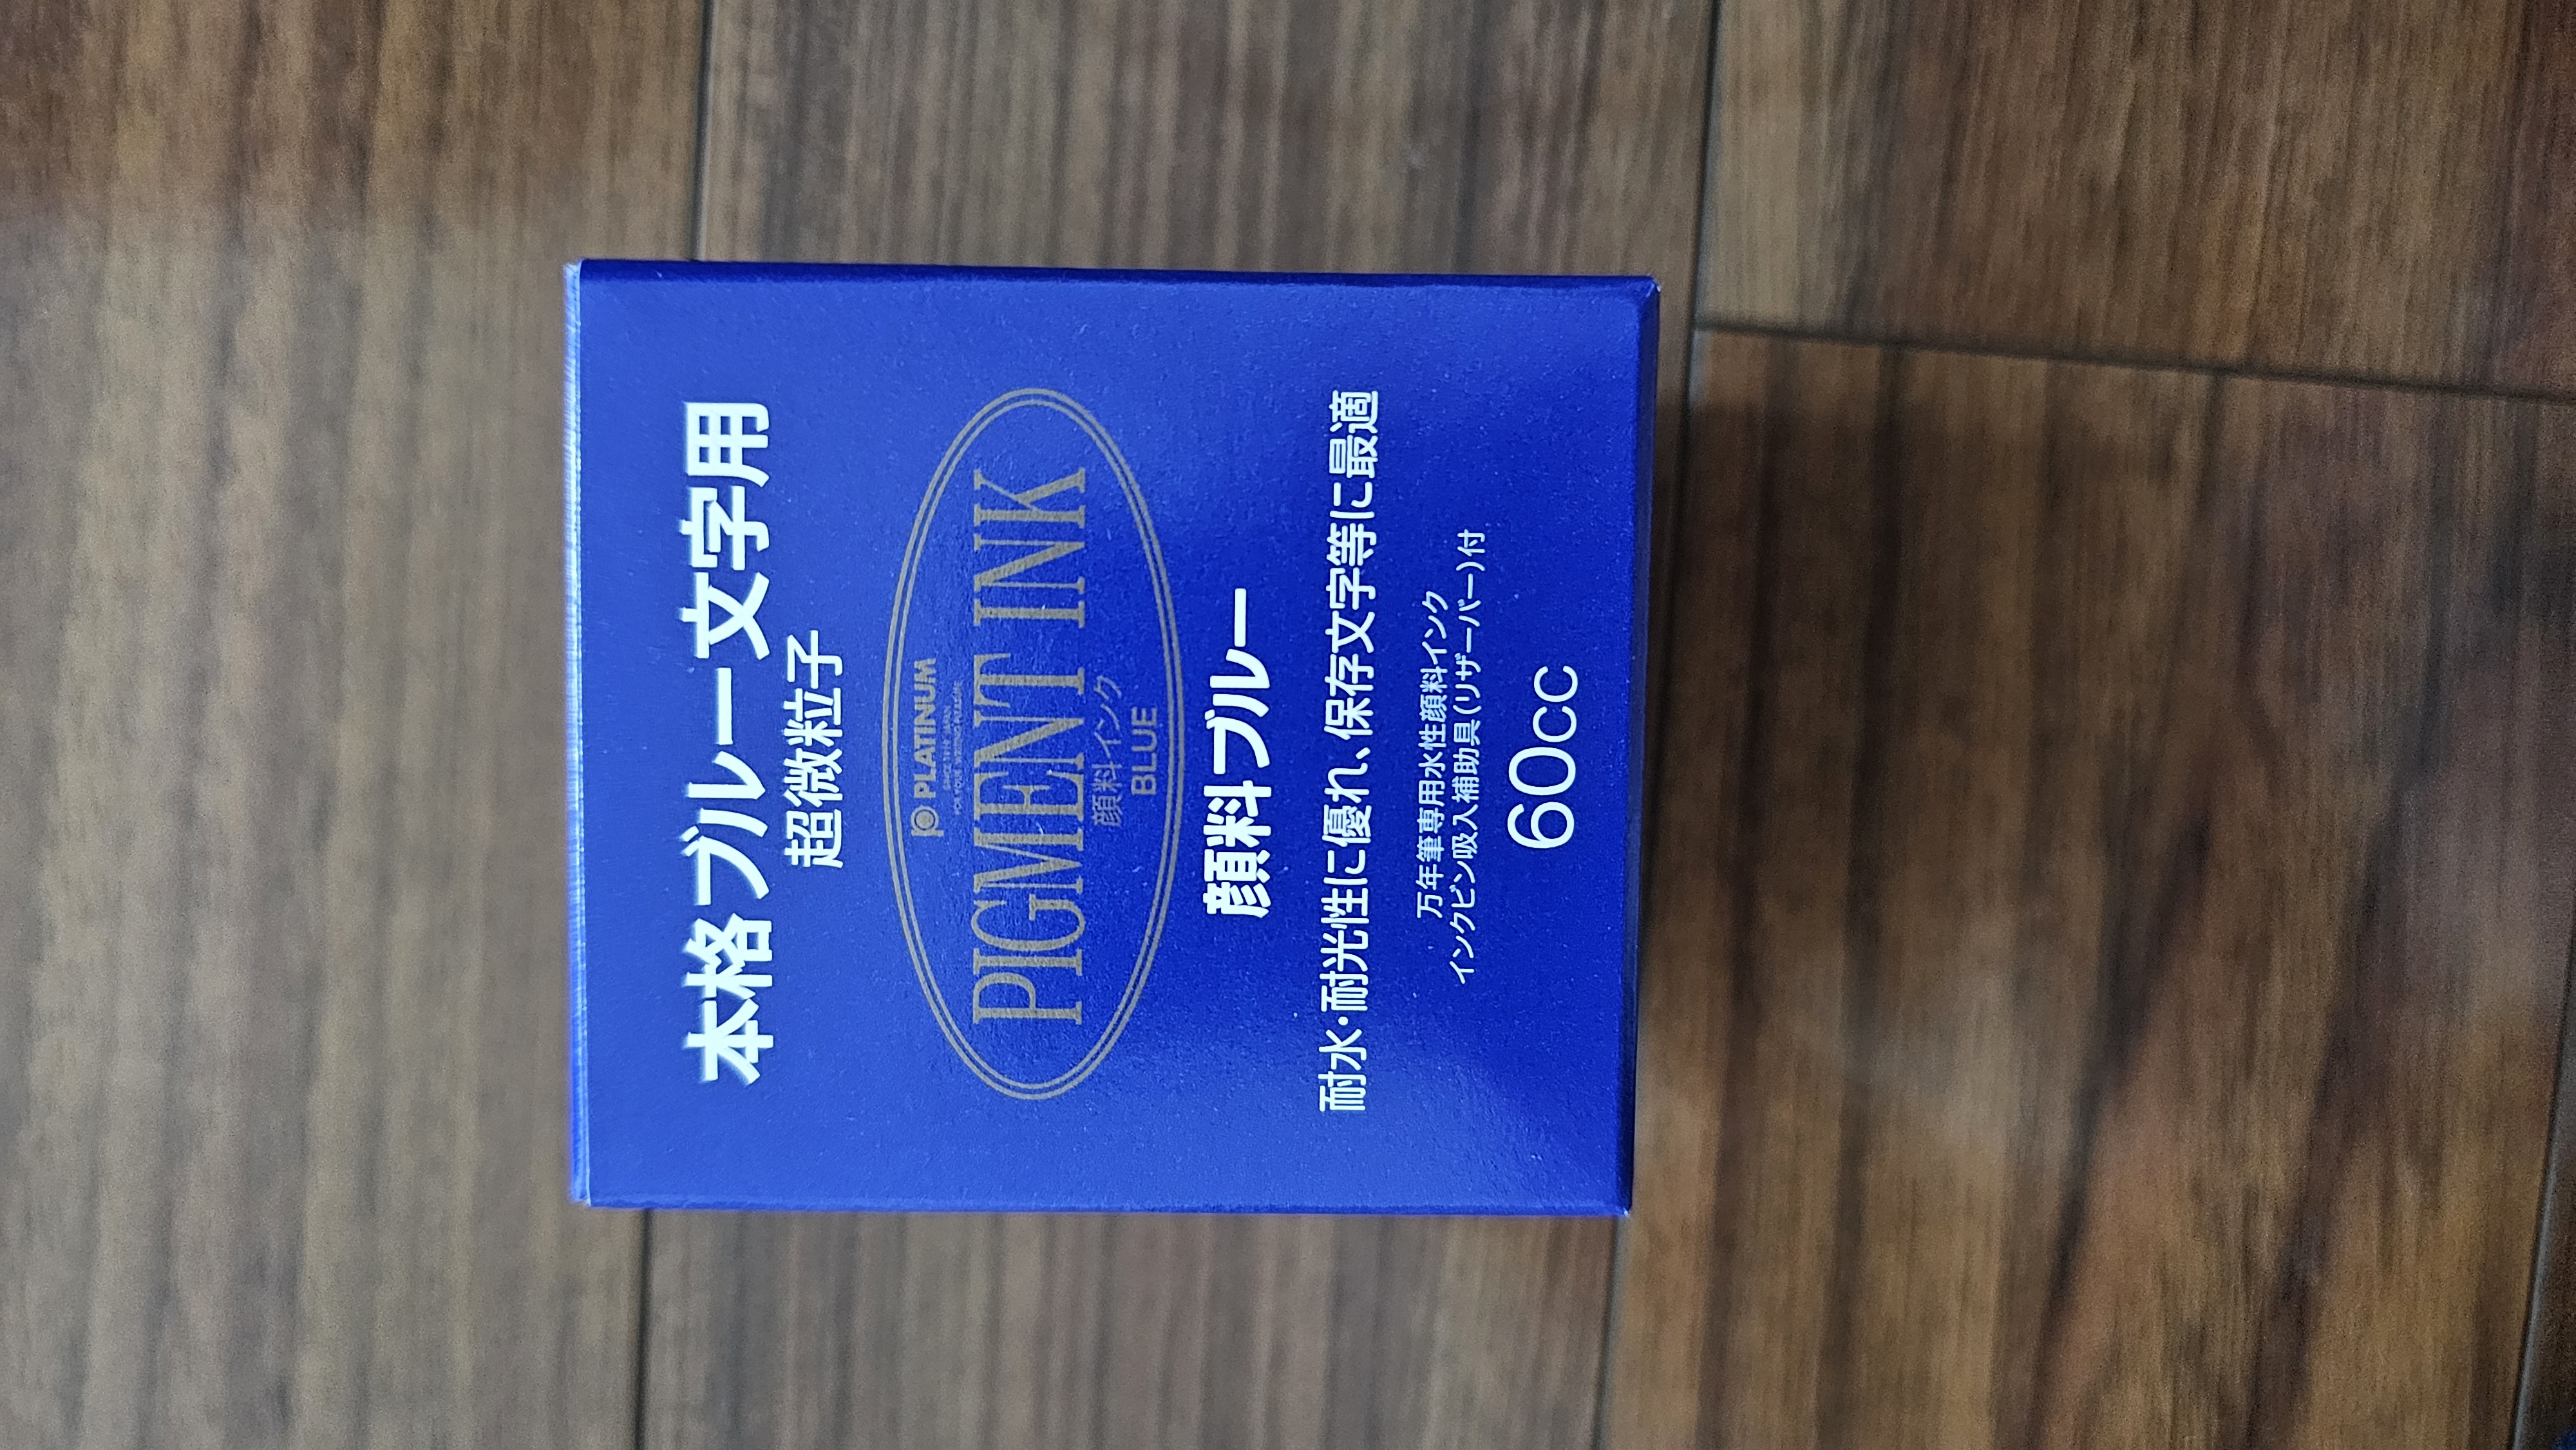 本格ブルー文字用
超微粒子
PLATINUM
PIGMENT INK
顔料インク
BLUE
顔料ブルー
耐水・耐光性に優れ、保存文字等に最適
万年筆専用水性顔料インク
インクビン吸入補助具(リザーバー)付
60cc